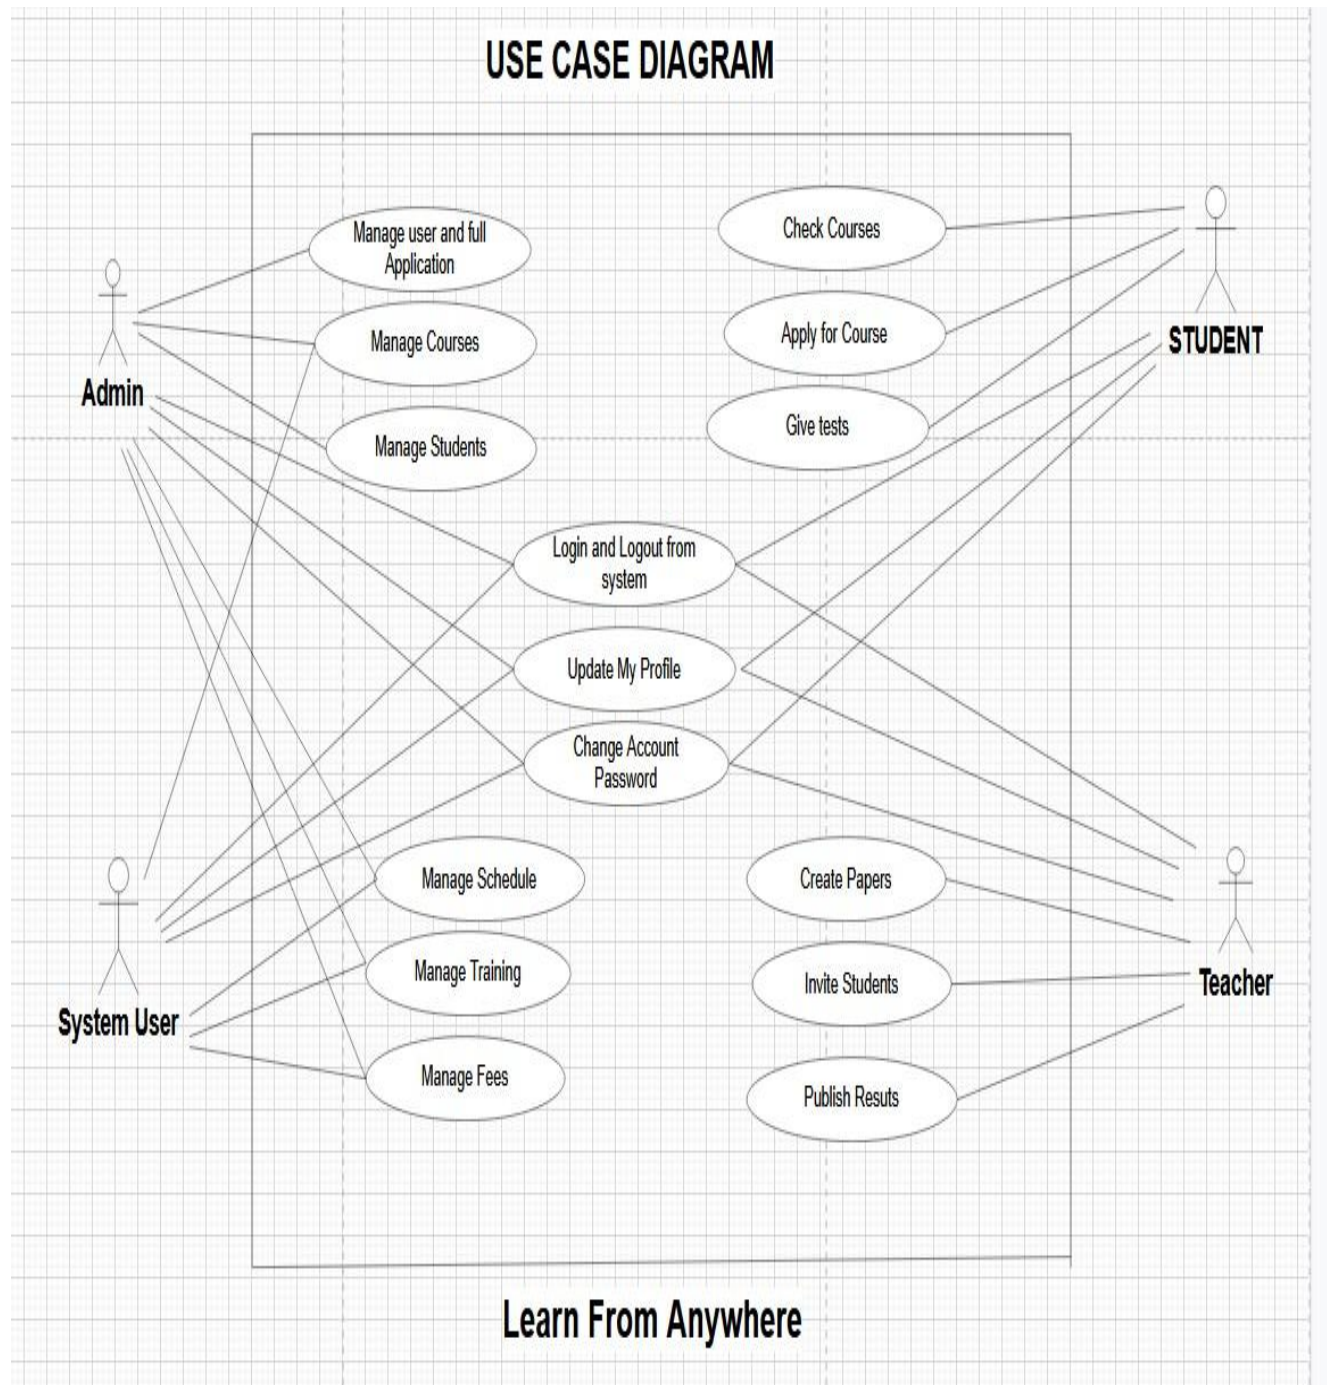 USE CASE DIAGRAM
Manage user and full
Application
Check Courses
Manage Courses
Apply for Course
STUDENT
Admin
Manage Students
Give tests
Login and Logout from
system
Update My Profile
Change Account
Password
Manage Schedule
Create Papers
Manage Training
Invite Students
Teacher
System User
Manage Fees
Publish Resuts
Learn From Anywhere